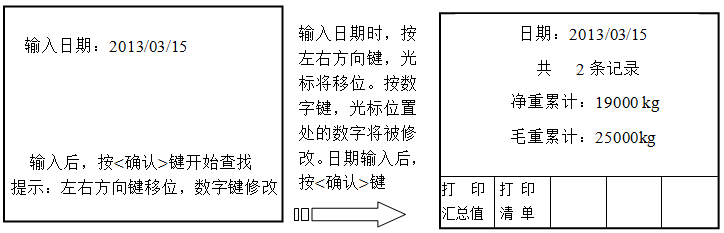 输入日期：2013/03/15
输入后，按<确认>键开始查找
提示：左右方向键移位，数字键修改
输入日期时，按
左右方向键，光
标将移位。按数
字键，光标位置
处的数字将被修
改。日期输入后，
按<确认>键
日期：2013/03/15
共 2 条记录
净重累计：19000 kg
毛重累计：25000kg
打 印
汇总值
打 印
清 单